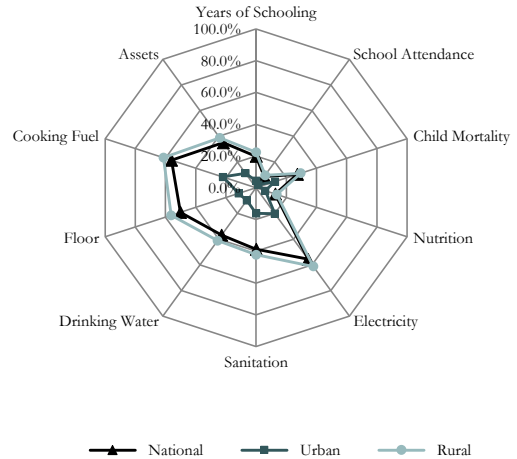 Years of Schooling
100.0%
80.0%
60.0%
40.0%
20.0%
0.0%
School Attendance
Child Mortality
Nutrition
Electricity
Sanitation
Drinking Water
Floor
Cooking Fuel
Assets
National Urban Rural